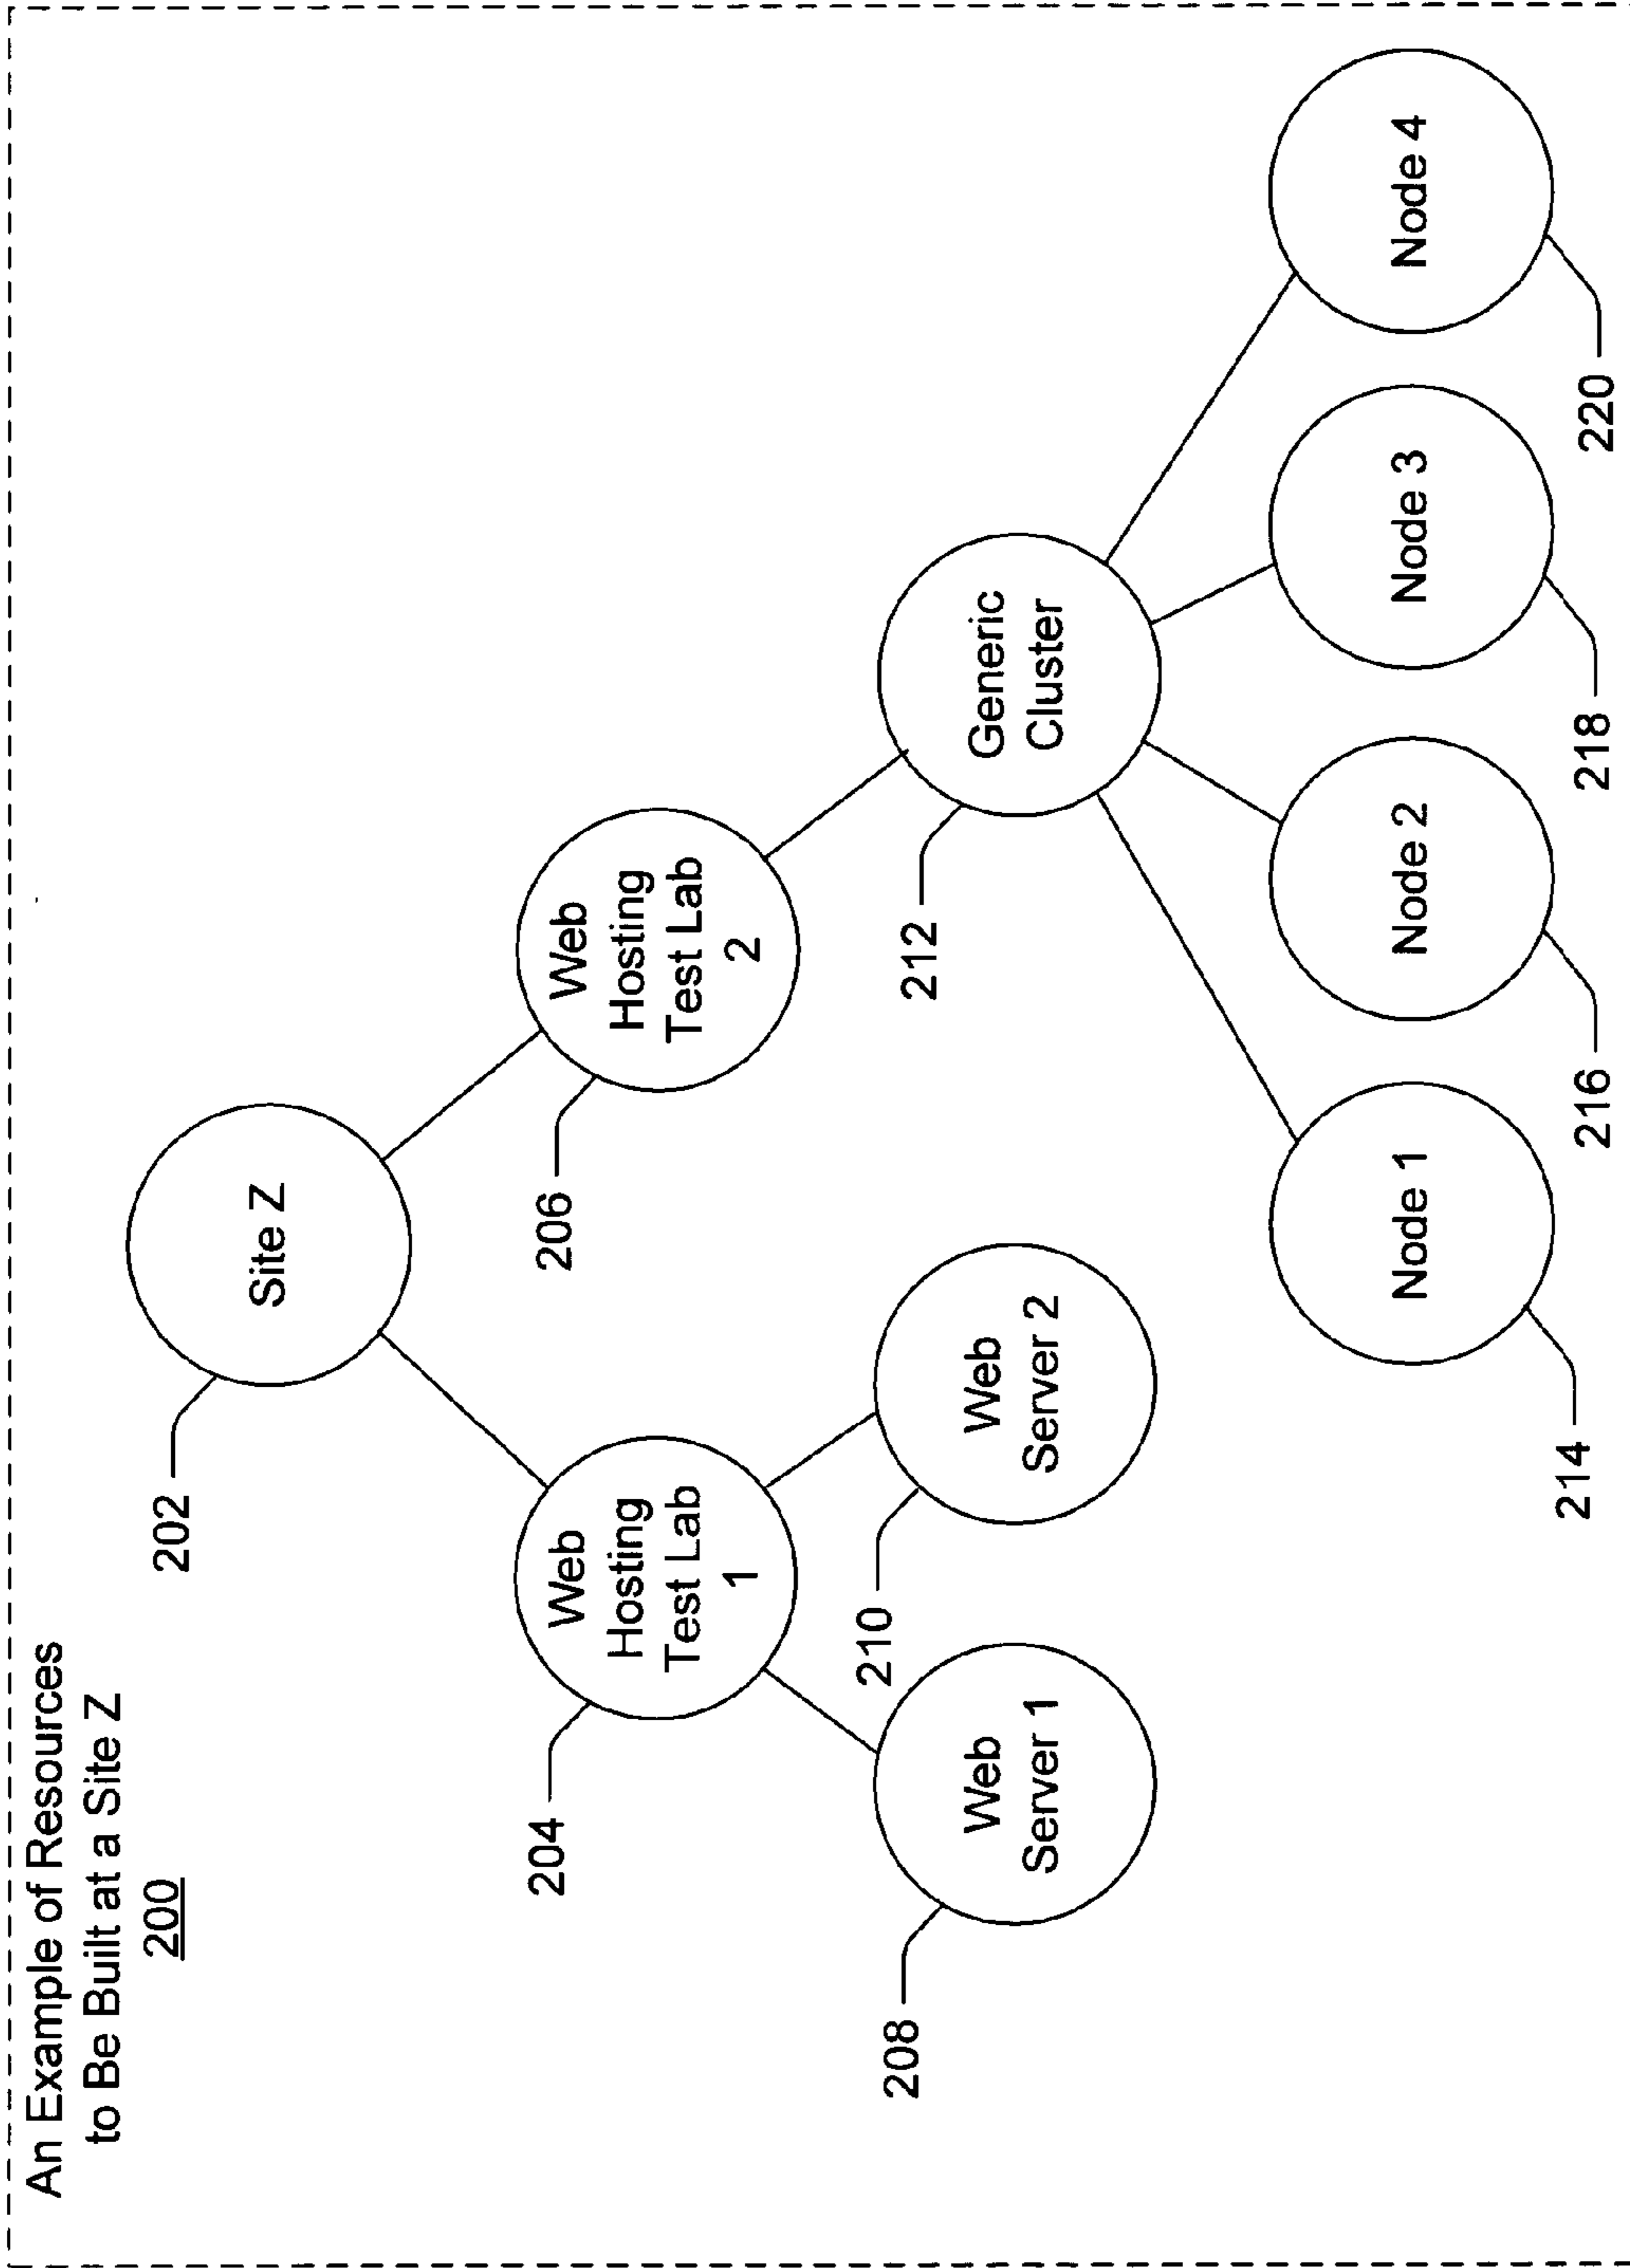 An Example of Resources
to Be Built at a Site Z
200
202
Site Z
204
Web
Hosting
Test Lab
1
206
Web
Hosting
Test Lab
2
208
Web
Server 1
210
Web
Server 2
212
Generic
Cluster
214
Node 1
216
Node 2
218
Node 3
220
Node 4